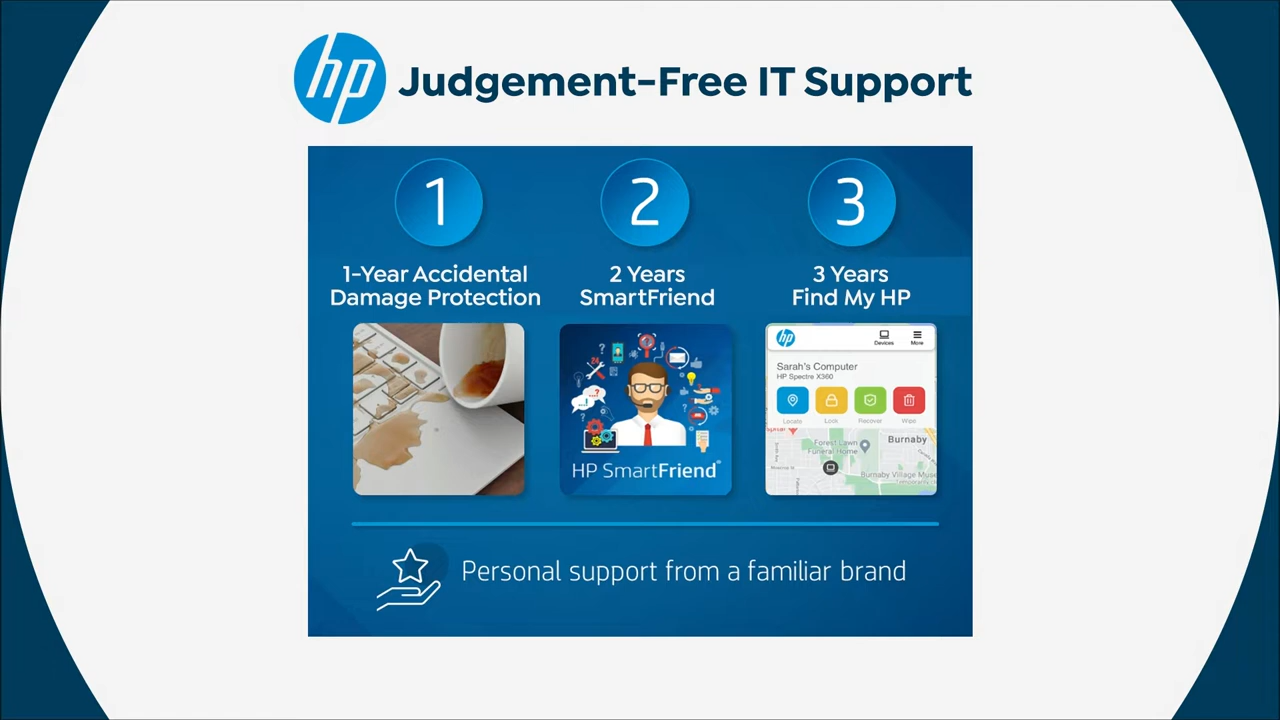 hp Judgement-Free IT Support
1 2 3
1-Year Accidental
Damage Protection
2 Years
SmartFriend
3 Years
Find My HP
24
HP SmartFriend®
hp Devices More
Sarah's Computer
HP Spectre X360
Locate Lock Recover Wipe
Forest Lawn
Funeral Home
Burnaby
Burnaby Village Muse
Personal support from a familiar brand